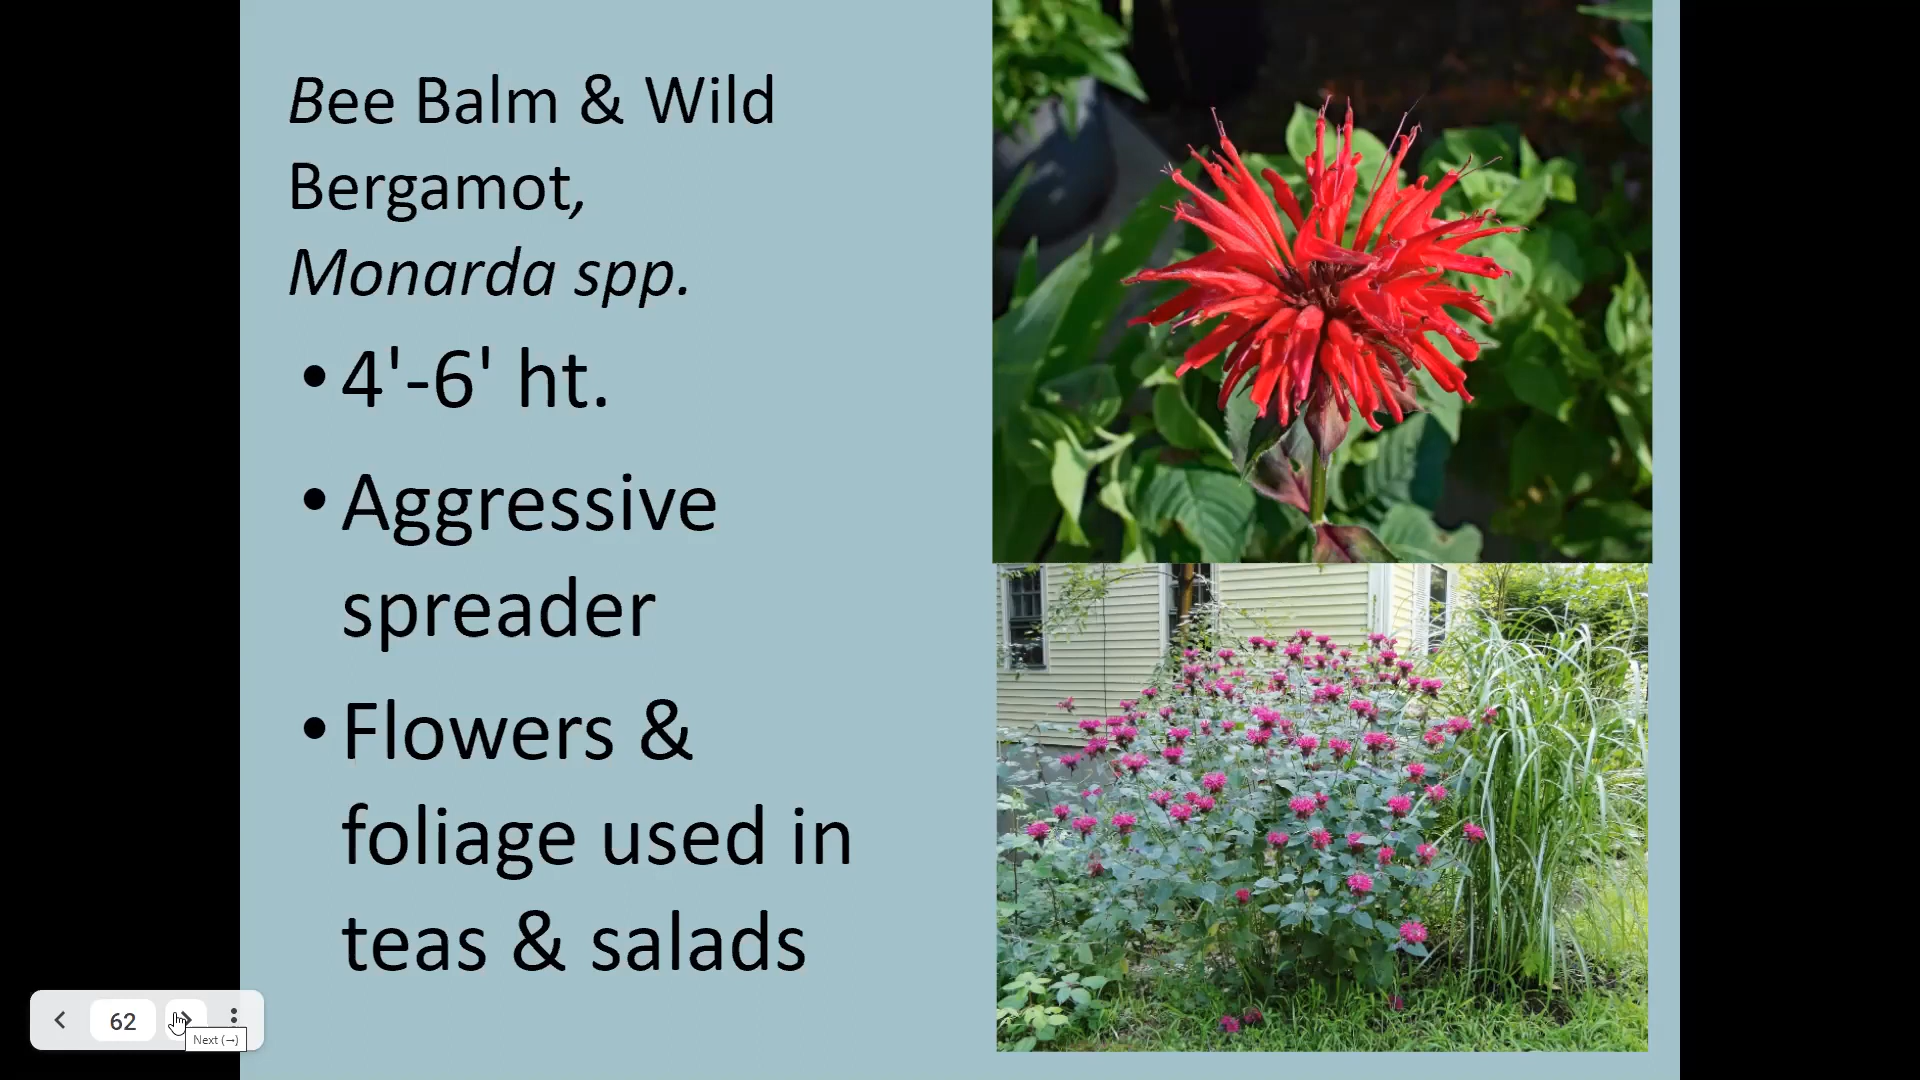 Bee Balm & Wild
Bergamot,
Monarda spp.
•4'-6' ht.
•Aggressive
spreader
•Flowers &
foliage used in
teas & salads
62
Next (→)